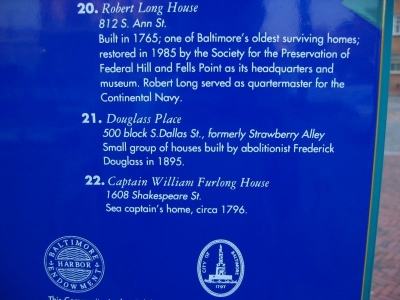 20. Robert Long House
812 S. Ann St.
Built in 1765; one of Baltimore's oldest surviving homes;
restored in 1985 by the Society for the Preservation of
Federal Hill and Fells Point as its headquarters and
museum. Robert Long served as quartermaster for the
Continental Navy.
21. Douglass Place
500 block S.Dallas St., formerly Strawberry Alley
Small group of houses built by abolitionist Frederick
Douglass in 1895.
22. Captain William Furlong House
1608 Shakespeare St.
Sea captain's home, circa 1796.
BALTIMORE
HARBOR
ENDOWMENT
CITY OF BALTIMORE
1797